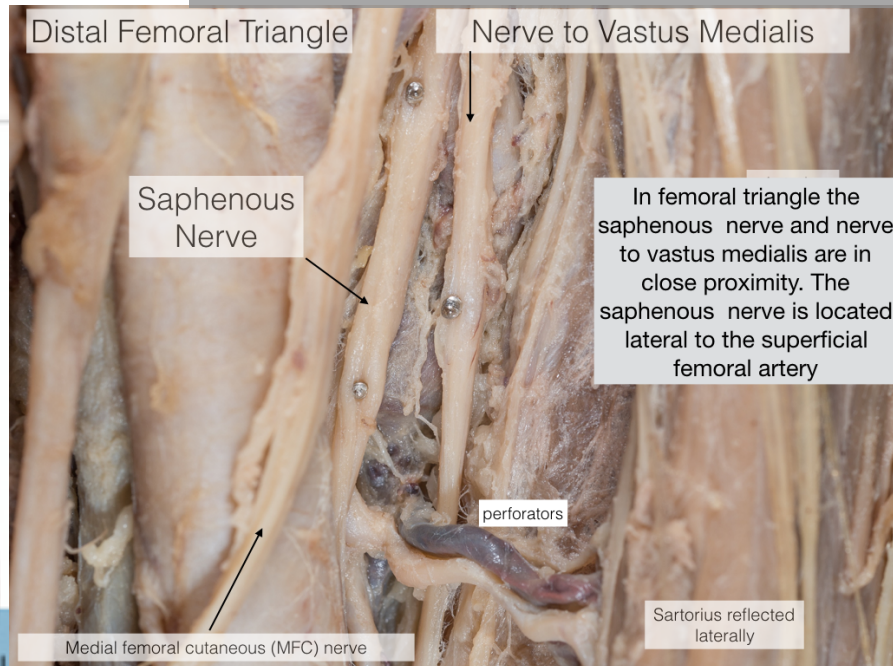 Distal Femoral Triangle
Nerve to Vastus Medialis
Saphenous
Nerve
In femoral triangle the
saphenous nerve and nerve
to vastus medialis are in
close proximity. The
saphenous nerve is located
lateral to the superficial
femoral artery
perforators
Sartorius reflected
laterally
Medial femoral cutaneous (MFC) nerve